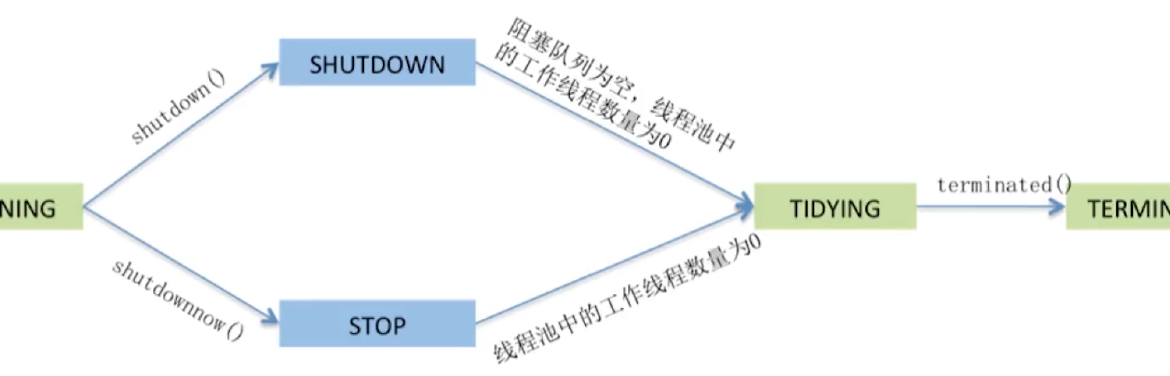 SHUTDOWN
阻塞队列为空，线程池中
的工作线程数量为0
shutdown()
NING
TIDYING
terminated()
TERMIN
shutdownnow()
STOP
线程池中的工作线程数量为0